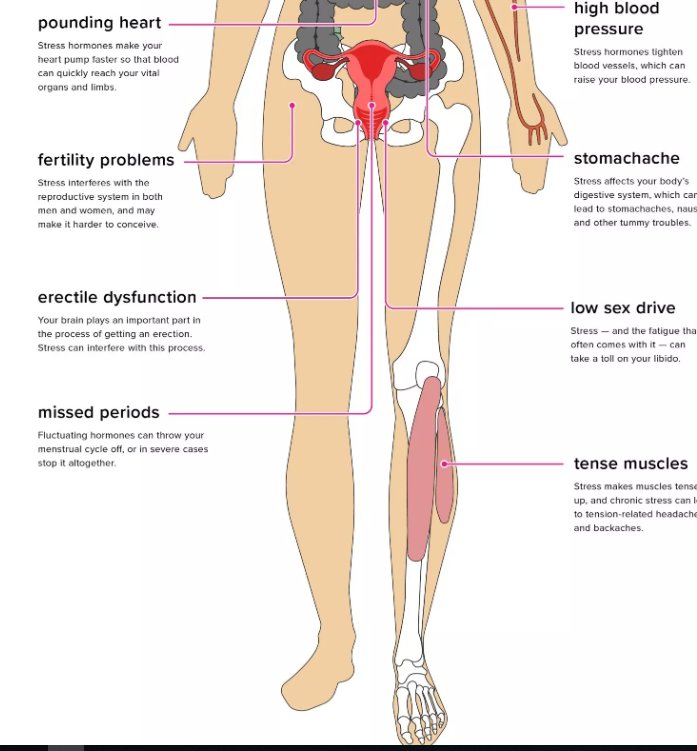 pounding heart
Stress hormones make your
heart pump faster so that blood
can quickly reach your vital
organs and limbs.
high blood
pressure
Stress hormones tighten
blood vessels, which can
raise your blood pressure.
fertility problems
Stress interferes with the
reproductive system in both
men and women, and may
make it harder to conceive.
stomachache
Stress affects your body's
digestive system, which can
lead to stomachaches,
and other tummy troubles.
erectile dysfunction
Your brain plays an important part in
the process of getting an erection.
Stress can interfere with this process.
low sex drive
Stress — and the fatigue
often comes with it — can
take a toll on your libido.
missed periods
Fluctuating hormones can throw your
menstrual cycle off, or in severe cases
stop it altogether.
tense muscles
Stress makes muscles tense
up, and chronic stress can
to tension-related
and backaches.